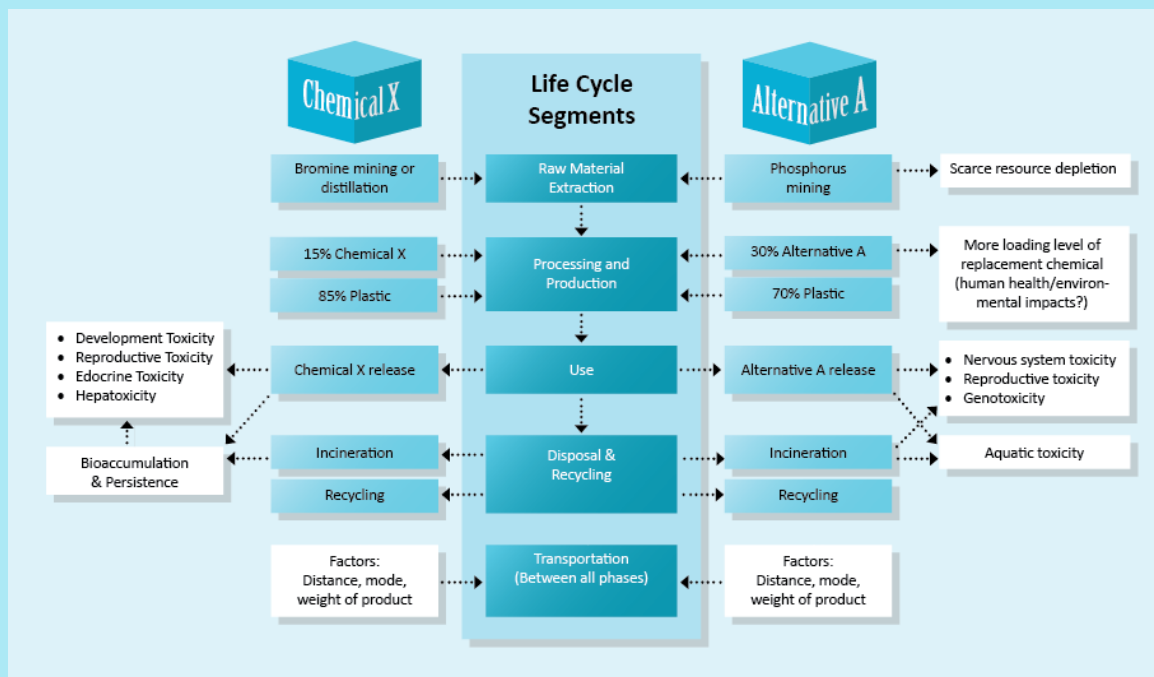 Chemical X
Life Cycle
Segments
Alternative A
Bromine mining or
distillation
Raw Material
Extraction
Phosphorus
mining
Scarce resource depletion
15% Chemical X
85% Plastic
Processing and
Production
30% Alternative A
70% Plastic
More loading level of
replacement chemical
(human health/environ-
mental impacts?)
• Development Toxicity
• Reproductive Toxicity
• Edocrine Toxicity
• Hepatoxicity
Chemical X release
Use
Alternative A release
• Nervous system toxicity
• Reproductive toxicity
• Genotoxicity
Bioaccumulation
& Persistence
Incineration
Recycling
Disposal &
Recycling
Incineration
Recycling
Aquatic toxicity
Factors:
Distance, mode,
weight of product
Transportation
(Between all phases)
Factors:
Distance, mode,
weight of product